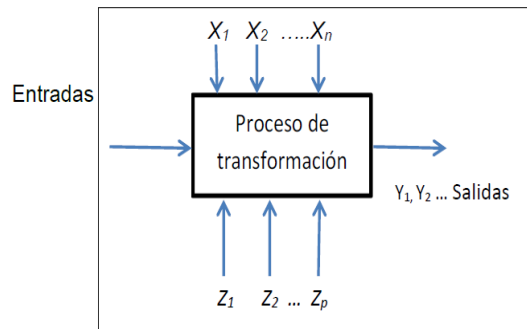 X1 X2 .....Xn
Entradas
Proceso de
transformación
Y1, Y2 ... Salidas
Z1 Z2 ... Zp